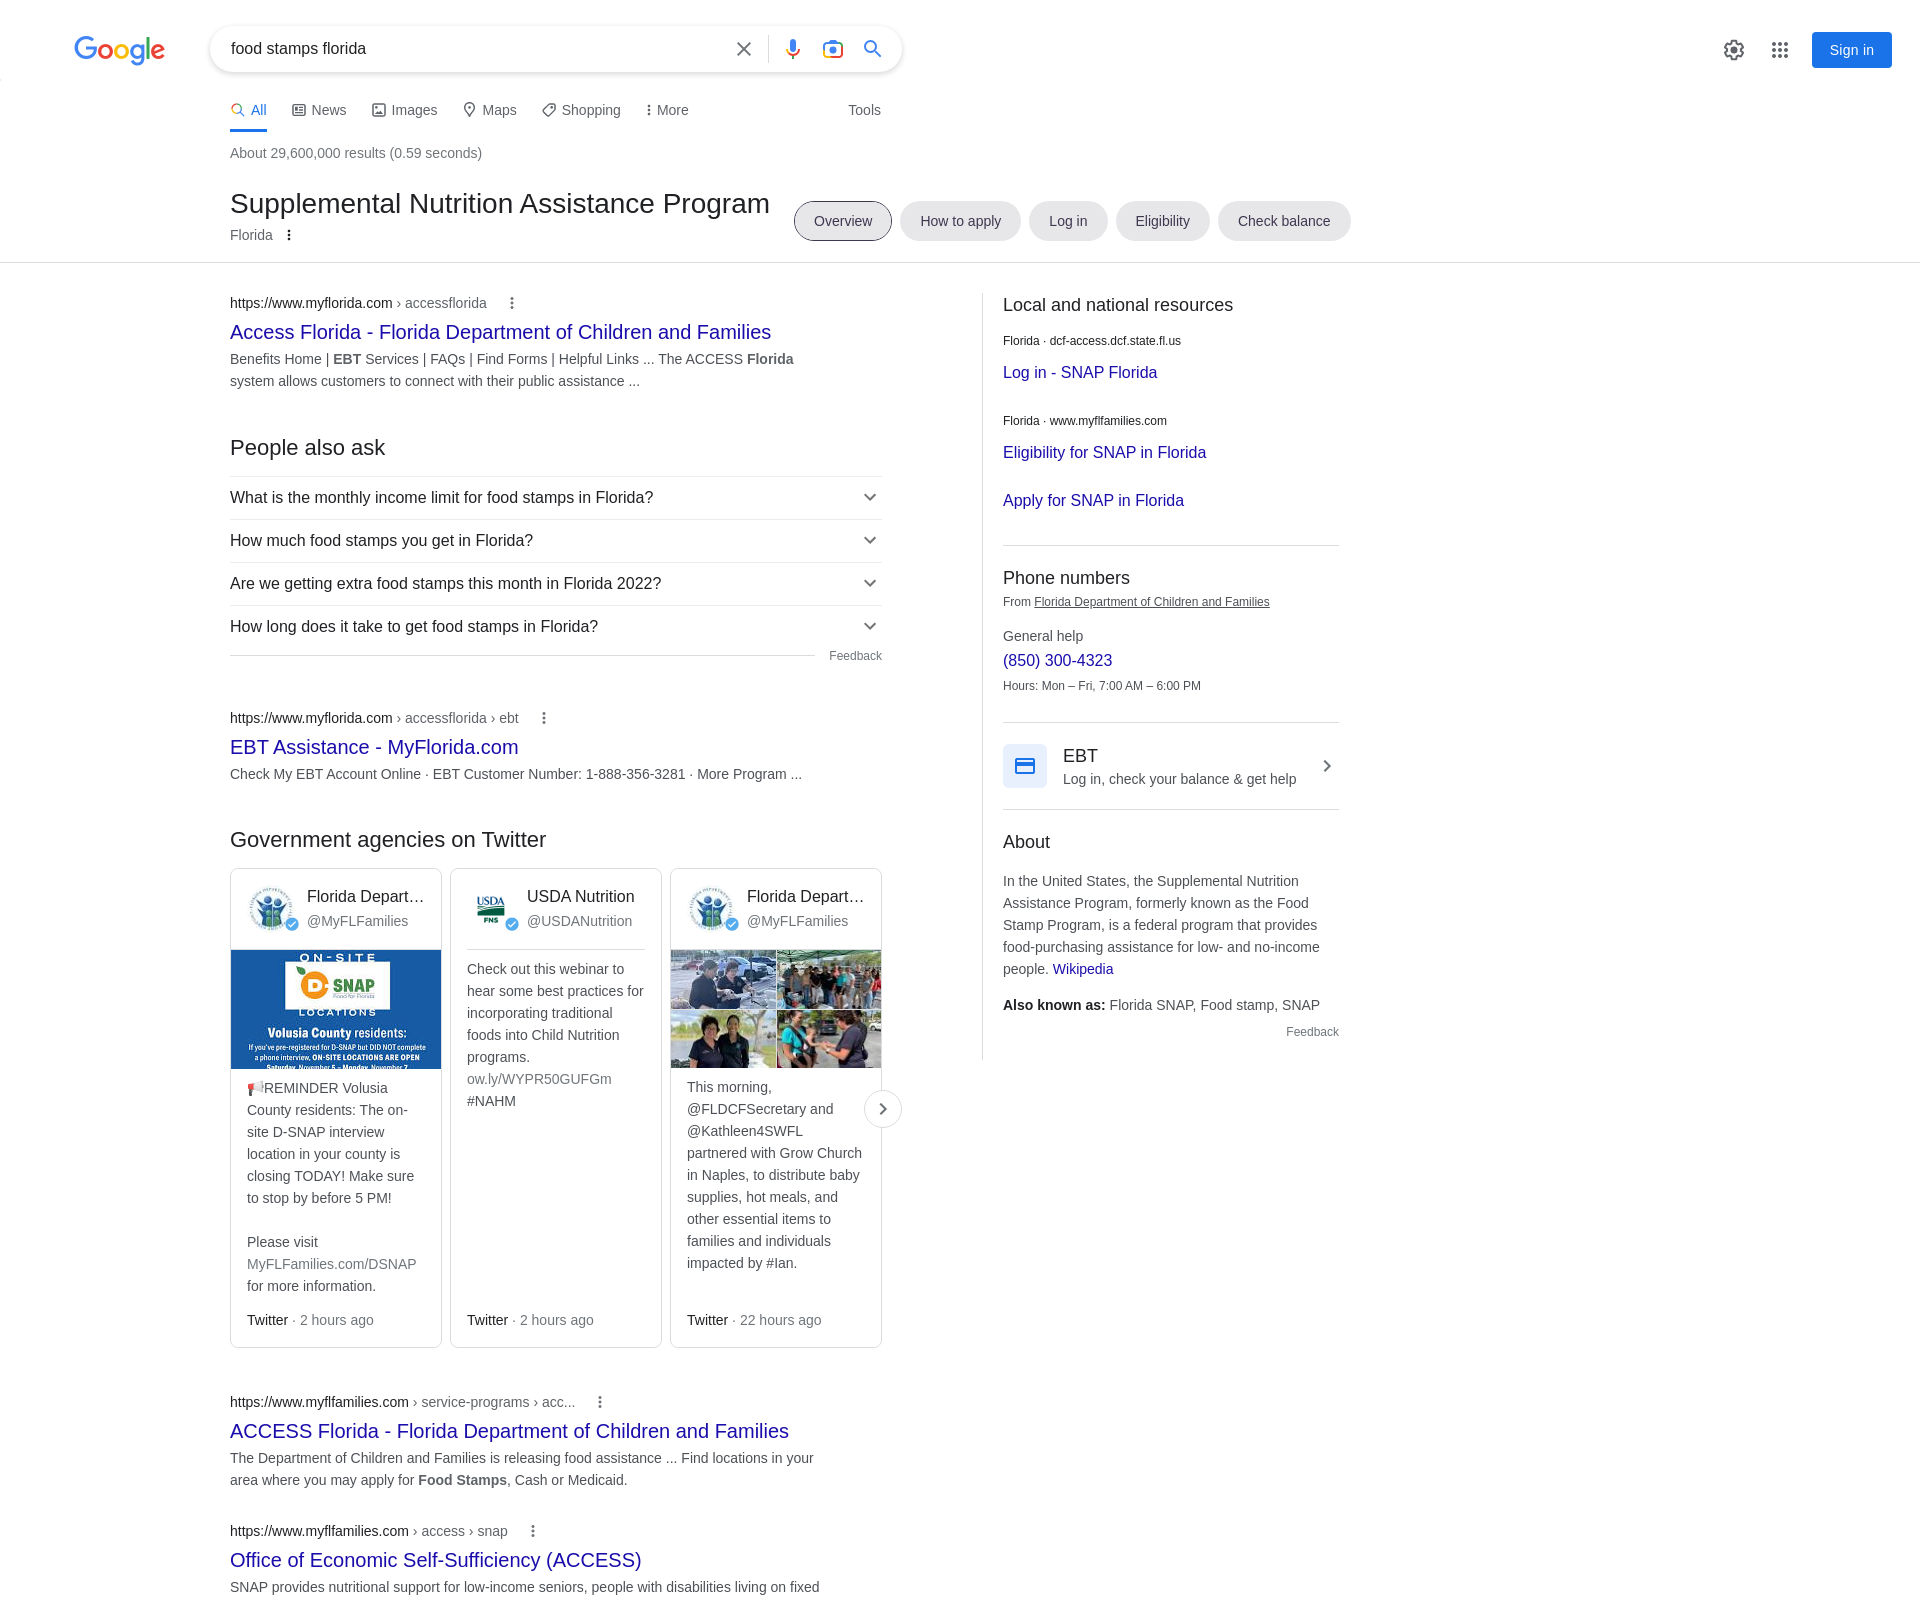 Google
food stamps florida
Sign in
All
News
Images
Maps
Shopping
More
Tools
About 29,600,000 results (0.59 seconds)
Supplemental Nutrition Assistance Program
Florida
Overview
How to apply
Log in
Eligibility
Check balance
https://www.myflorida.com › accessflorida
Access Florida - Florida Department of Children and Families
Benefits Home | EBT Services | FAQs | Find Forms | Helpful Links ... The ACCESS Florida
system allows customers to connect with their public assistance ...
People also ask
What is the monthly income limit for food stamps in Florida?
How much food stamps you get in Florida?
Are we getting extra food stamps this month in Florida 2022?
How long does it take to get food stamps in Florida?
Feedback
https://www.myflorida.com › accessflorida › ebt
EBT Assistance - MyFlorida.com
Check My EBT Account Online · EBT Customer Number: 1-888-356-3281 · More Program ...
Government agencies on Twitter
Florida Depart...
@MyFLFamilies
ON-SITE
D-SNAP
Food for Florida
LOCATIONS
Volusia County residents:
If you've pre-registered for D-SNAP but DID NOT complete
a phone interview, ON-SITE LOCATIONS ARE OPEN
Saturday, November 5 – Monday, November 7
REMINDER Volusia
County residents: The on-
site D-SNAP interview
location in your county is
closing TODAY! Make sure
to stop by before 5 PM!
Please visit
MyFLFamilies.com/DSNAP
for more information.
Twitter · 2 hours ago
USDA
FNS
USDA Nutrition
@USDANutrition
Check out this webinar to
hear some best practices for
incorporating traditional
foods into Child Nutrition
programs.
ow.ly/WYPR50GUFGm
#NAHM
Twitter · 2 hours ago
Florida Depart...
@MyFLFamilies
This morning,
@FLDCFSecretary and
@Kathleen4SWFL
partnered with Grow Church
in Naples, to distribute baby
supplies, hot meals, and
other essential items to
families and individuals
impacted by #Ian.
Twitter · 22 hours ago
https://www.myflfamilies.com › service-programs › acc...
ACCESS Florida - Florida Department of Children and Families
The Department of Children and Families is releasing food assistance ... Find locations in your
area where you may apply for Food Stamps, Cash or Medicaid.
https://www.myflfamilies.com › access › snap
Office of Economic Self-Sufficiency (ACCESS)
SNAP provides nutritional support for low-income seniors, people with disabilities living on fixed
Local and national resources
Florida · dcf-access.dcf.state.fl.us
Log in - SNAP Florida
Florida · www.myflfamilies.com
Eligibility for SNAP in Florida
Apply for SNAP in Florida
Phone numbers
From Florida Department of Children and Families
General help
(850) 300-4323
Hours: Mon – Fri, 7:00 AM – 6:00 PM
EBT
Log in, check your balance & get help
About
In the United States, the Supplemental Nutrition
Assistance Program, formerly known as the Food
Stamp Program, is a federal program that provides
food-purchasing assistance for low- and no-income
people. Wikipedia
Also known as: Florida SNAP, Food stamp, SNAP
Feedback